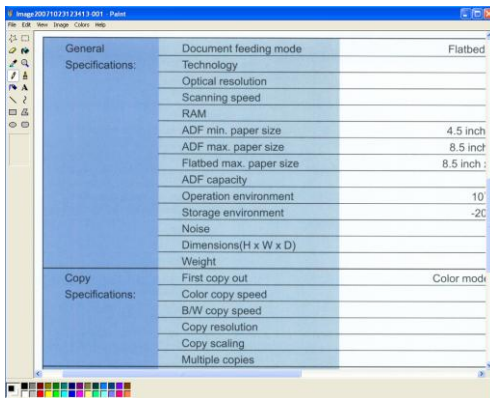 Image20071023123413-001 - Paint
File Edit View Image Colors Help
General Document feeding mode Flatbed
Specifications: Technology
Optical resolution
Scanning speed
RAM
ADF min. paper size 4.5 inch
ADF max. paper size 8.5 inch
Flatbed max. paper size 8.5 inch
ADF capacity
Operation environment 10
Storage environment -20
Noise
Dimensions(H x W x D)
Weight
Copy First copy out Color mode
Specifications: Color copy speed
B/W copy speed
Copy resolution
Copy scaling
Multiple copies